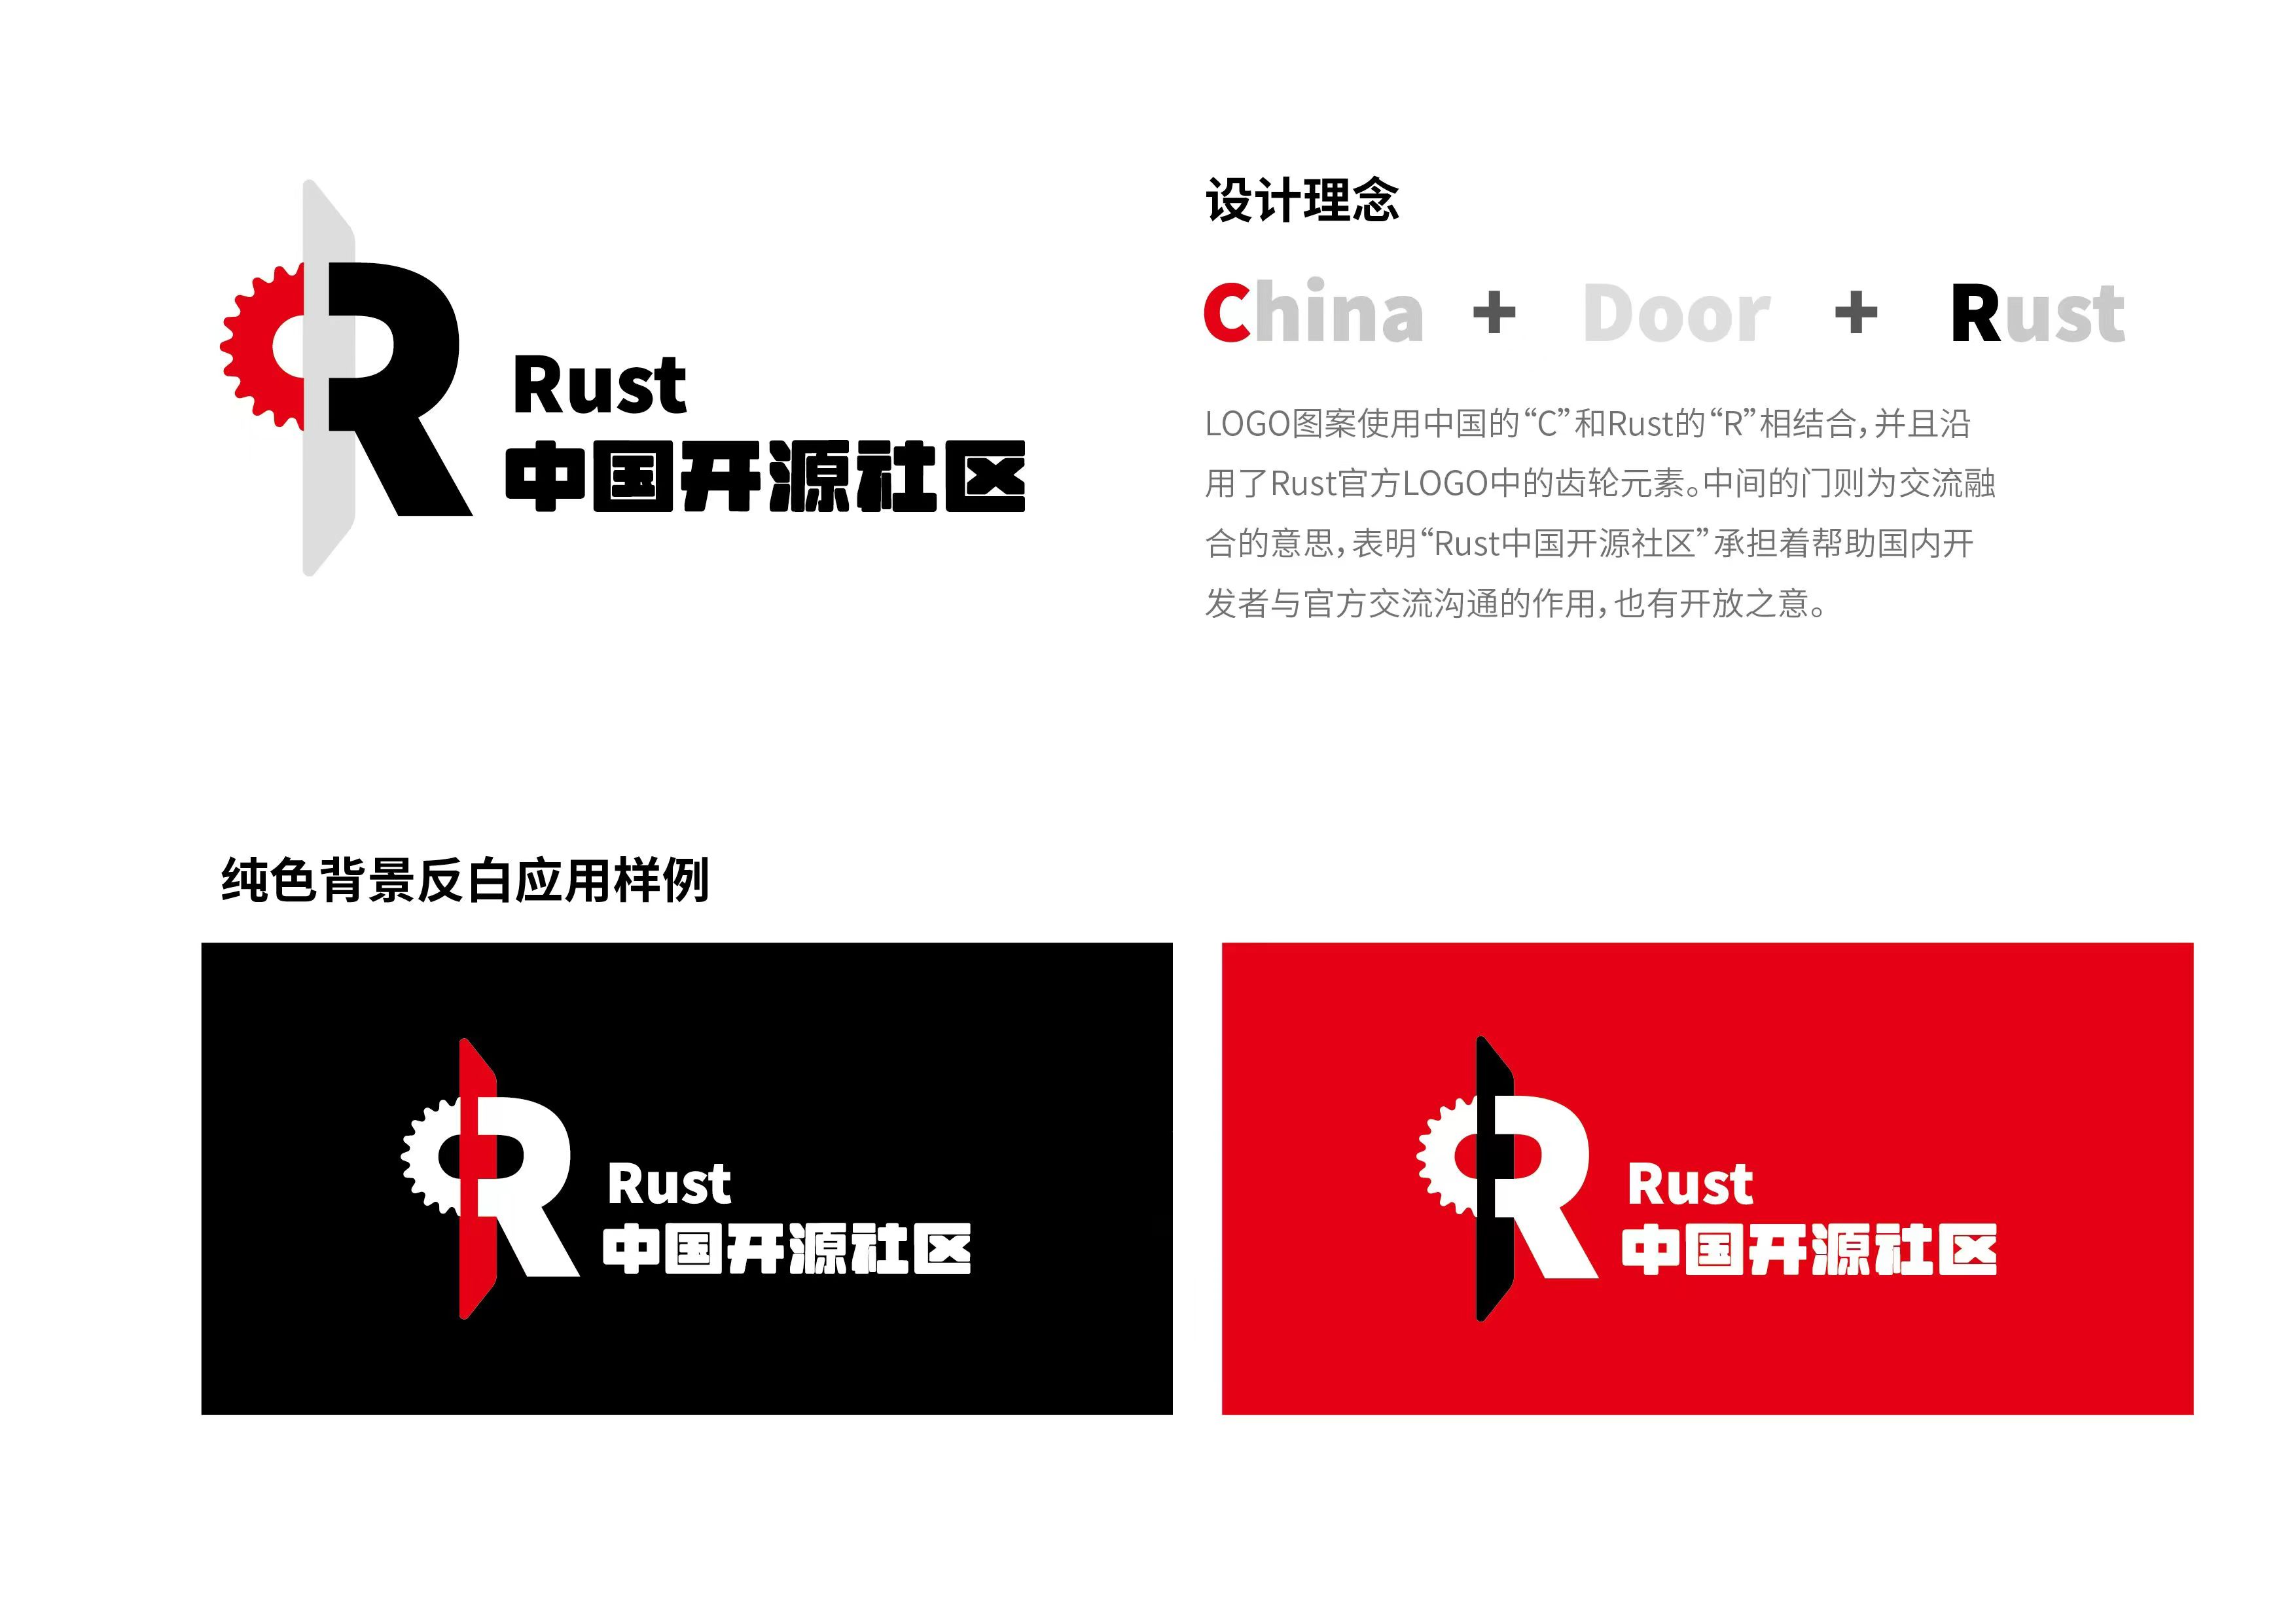 Rust
中国开源社区
设计理念
China + Door + Rust
LOGO图案使用中国的“C”和Rust的“R”相结合，并且沿
用了Rust官方LOGO中的齿轮元素。中间的门则为交流融
合的意思，表明“Rust中国开源社区”承担着帮助国内开
发者与官方交流沟通的作用，也有开放之意。
纯色背景反白应用样例
Rust
中国开源社区
Rust
中国开源社区